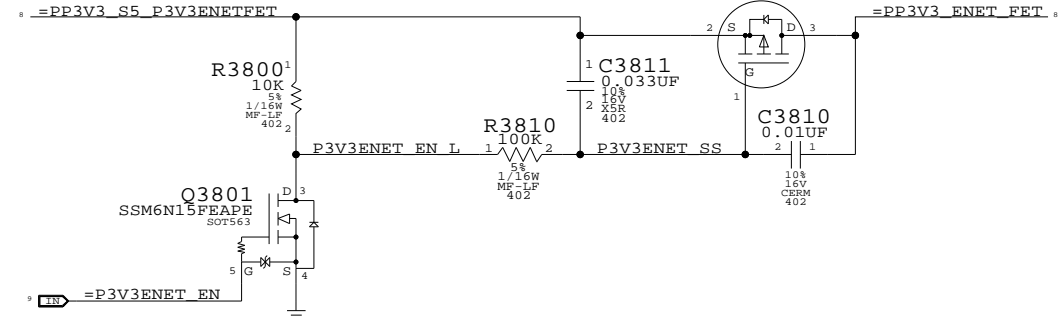 8 =PP3V3_S5_P3V3ENETFET
=PP3V3_ENET_FET 8
2 S D 3
G
1
R3800 1
10K
5%
1/16W
MF-LF
402
2
1 C3811
0.033UF
10%
16V
2 X5R
402
C3810
0.01UF
2 1
10%
16V
CERM
402
P3V3ENET_EN_L
R3810
100K
1 2
5%
1/16W
MF-LF
402
P3V3ENET_SS
Q3801
SSM6N15FEAPE
SOT563
D 3
5 G S 4
9 IN =P3V3ENET_EN